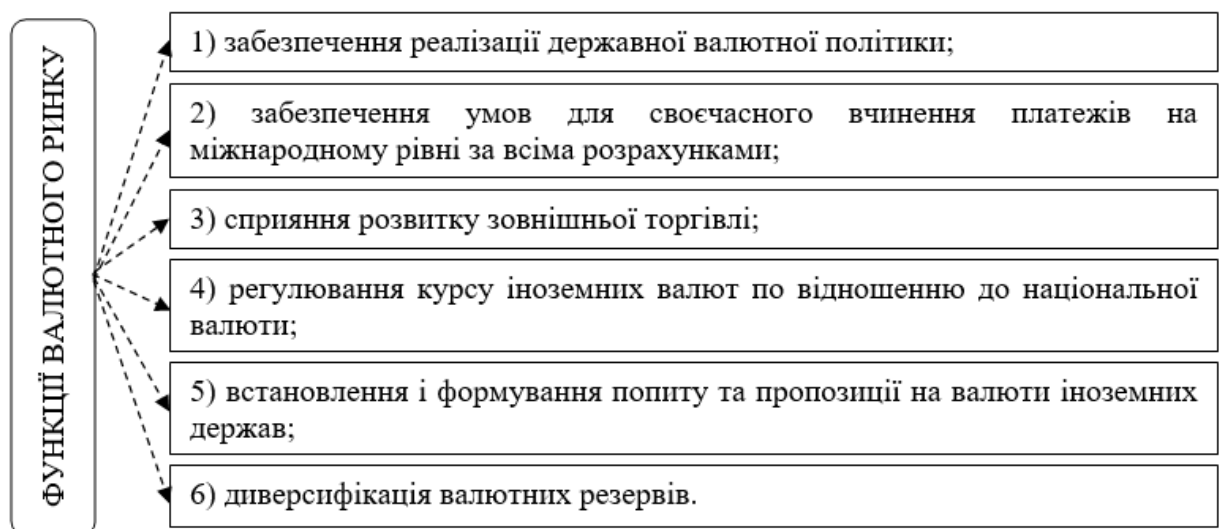 ФУНКЦІЇ ВАЛЮТНОГО РИНКУ
1) забезпечення реалізації державної валютної політики;
2) забезпечення умов для своєчасного вчинення платежів на
міжнародному рівні за всіма розрахунками;
3) сприяння розвитку зовнішньої торгівлі;
4) регулювання курсу іноземних валют по відношенню до національної
валюти;
5) встановлення і формування попиту та пропозиції на валюти іноземних
держав;
6) диверсифікація валютних резервів.